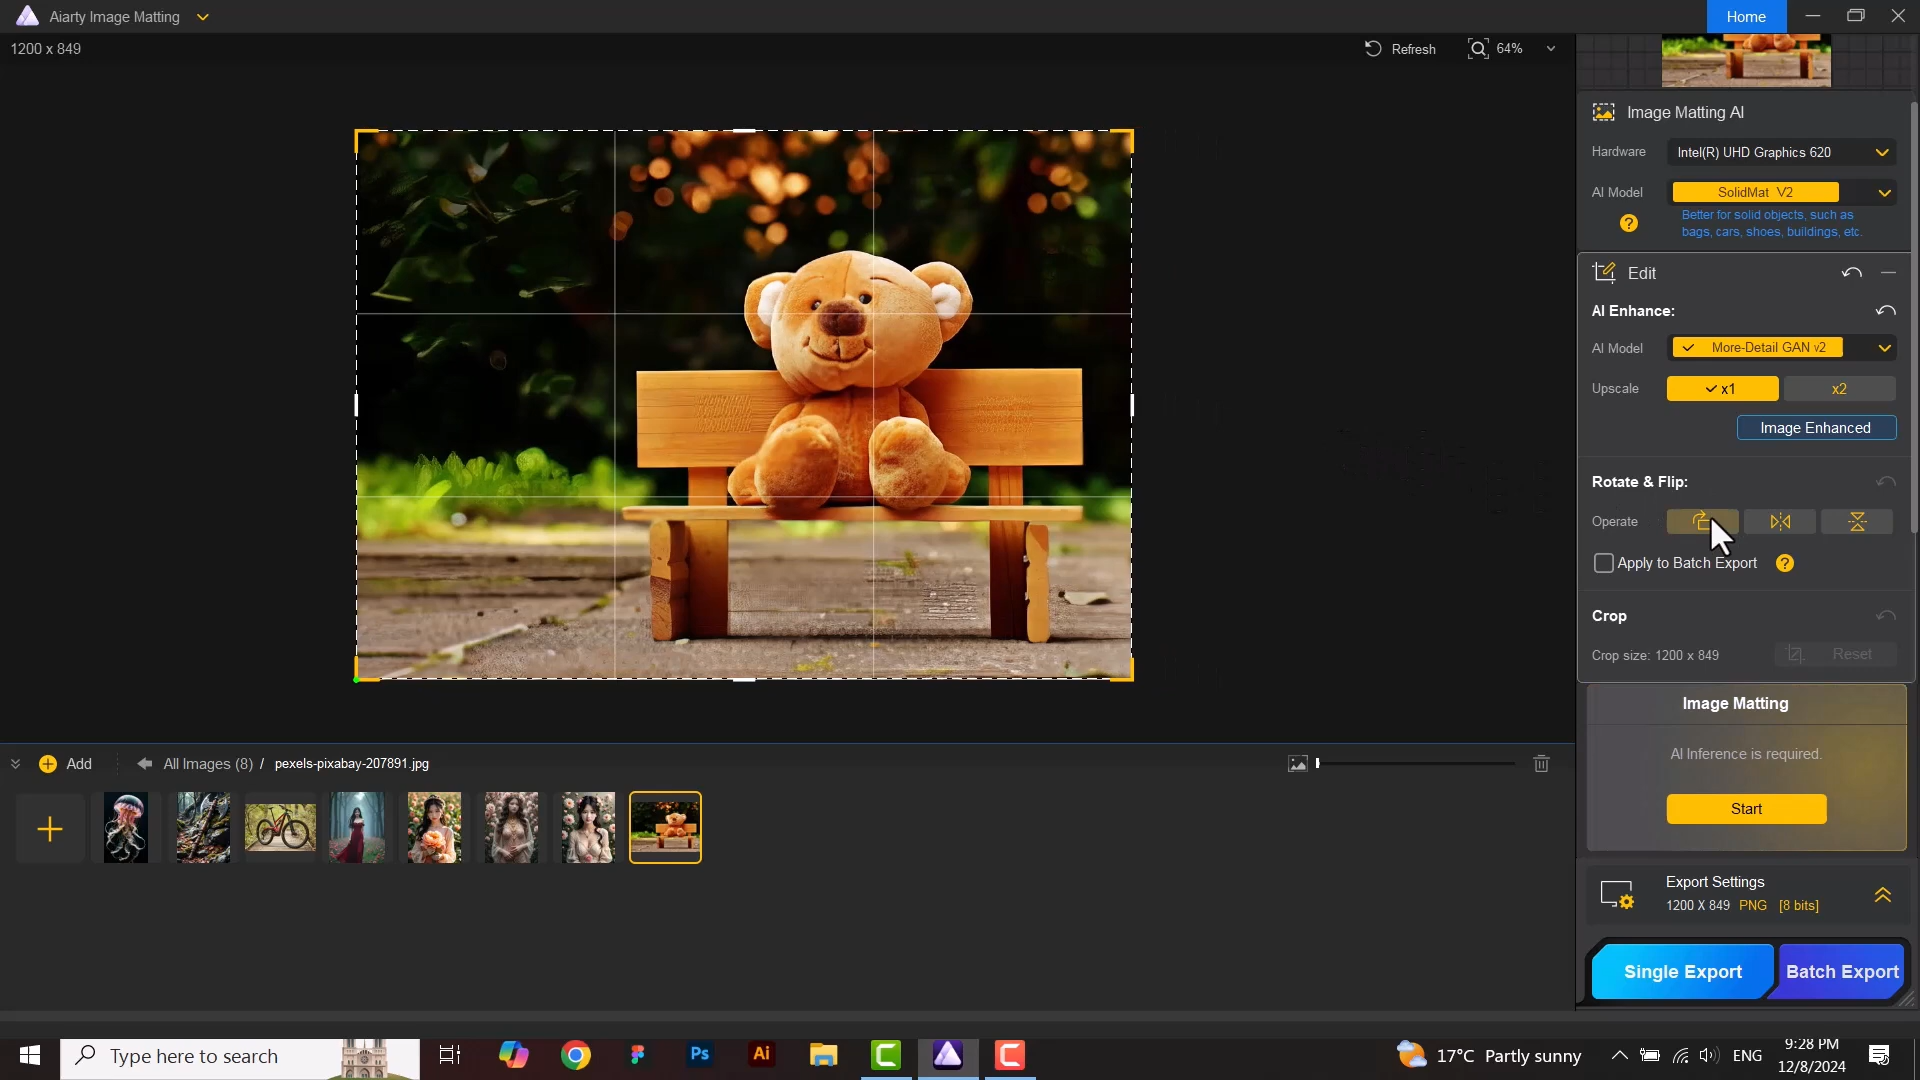 Aiarty Image Matting
Home
1200 x 849
Refresh
64%
Image Matting AI
Hardware
Intel(R) UHD Graphics 620
AI Model
SolidMat V2
?
Better for solid objects, such as
bags, cars, shoes, buildings, etc.
Edit
AI Enhance:
AI Model
More-Detail GAN v2
Upscale
x1
x2
Image Enhanced
Rotate & Flip:
Operate
Apply to Batch Export
?
Crop
Crop size: 1200 x 849
Reset
Image Matting
AI Inference is required.
Start
Add
All Images (8) / pexels-pixabay-207891.jpg
Export Settings
1200 X 849 PNG [8 bits]
Single Export
Batch Export
Type here to search
Ps
Ai
17°C Partly sunny
ENG
9:28 PM
12/8/2024